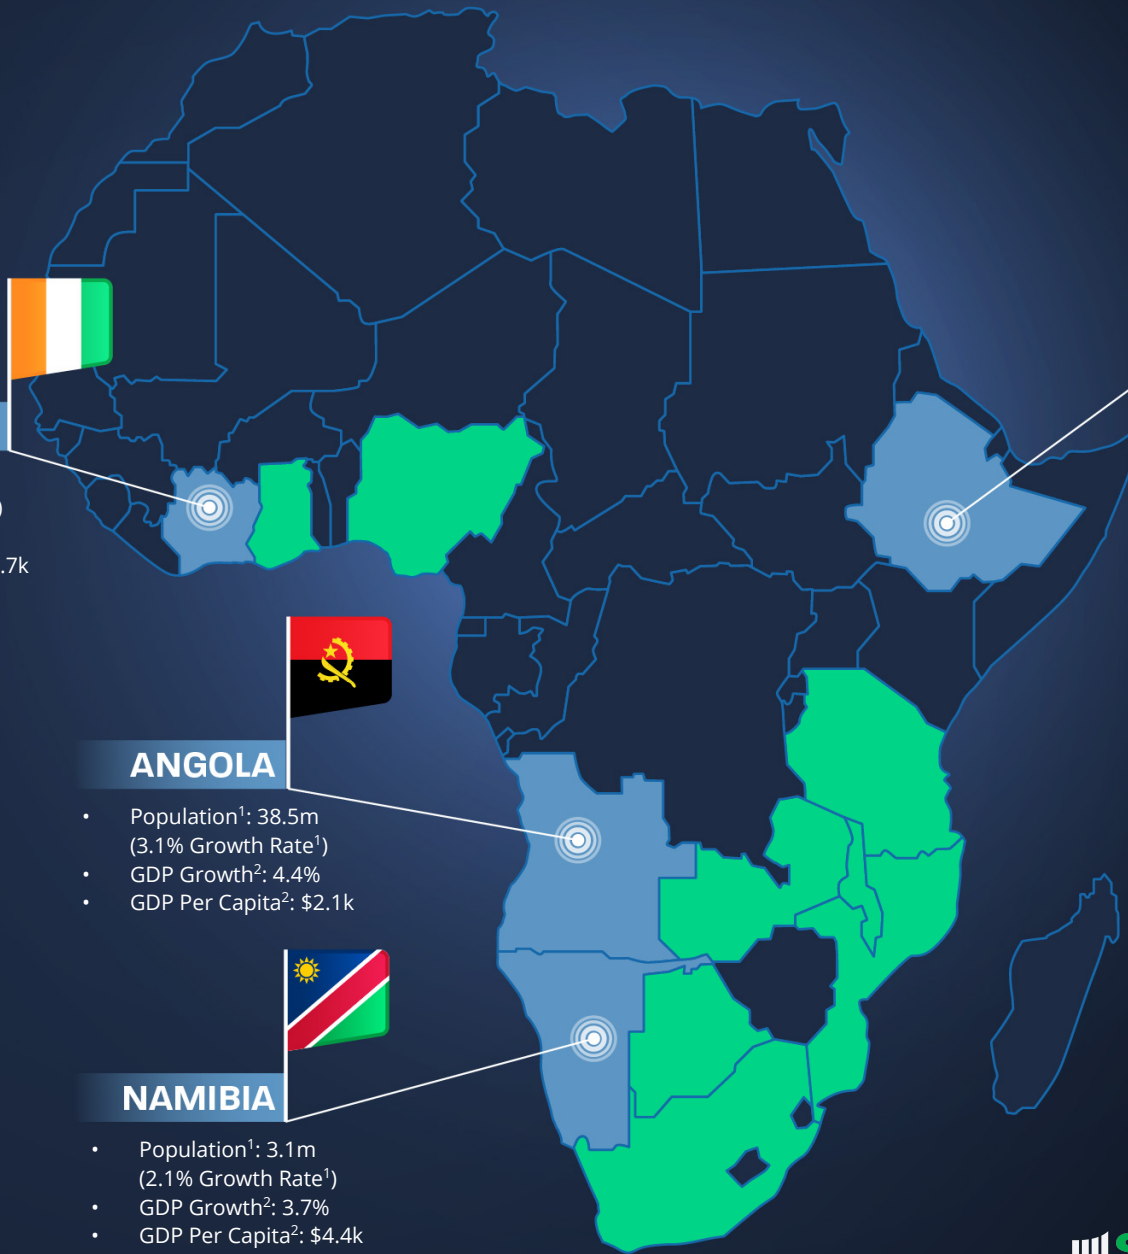 )
.7k
ANGOLA
• Population¹: 38.5m
(3.1% Growth Rate¹)
• GDP Growth²: 4.4%
• GDP Per Capita²: $2.1k
NAMIBIA
• Population¹: 3.1m
(2.1% Growth Rate¹)
• GDP Growth²: 3.7%
• GDP Per Capita²: $4.4k